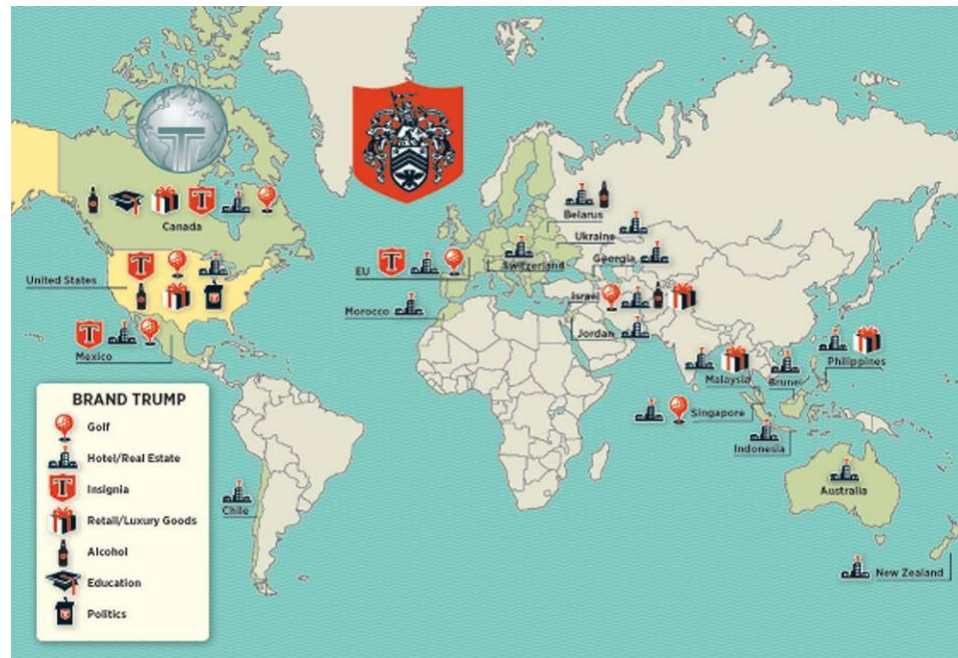 Canada
United States
Mexico
EU
Morocco
Belarus
Ukraine
Switzerland
Georgia
Israel
Jordan
Philippines
Malaysia
Brunei
Singapore
Indonesia
Chile
Australia
New Zealand
BRAND TRUMP
Golf
Hotel/Real Estate
T Insignia
Retail/Luxury Goods
Alcohol
Education
Politics